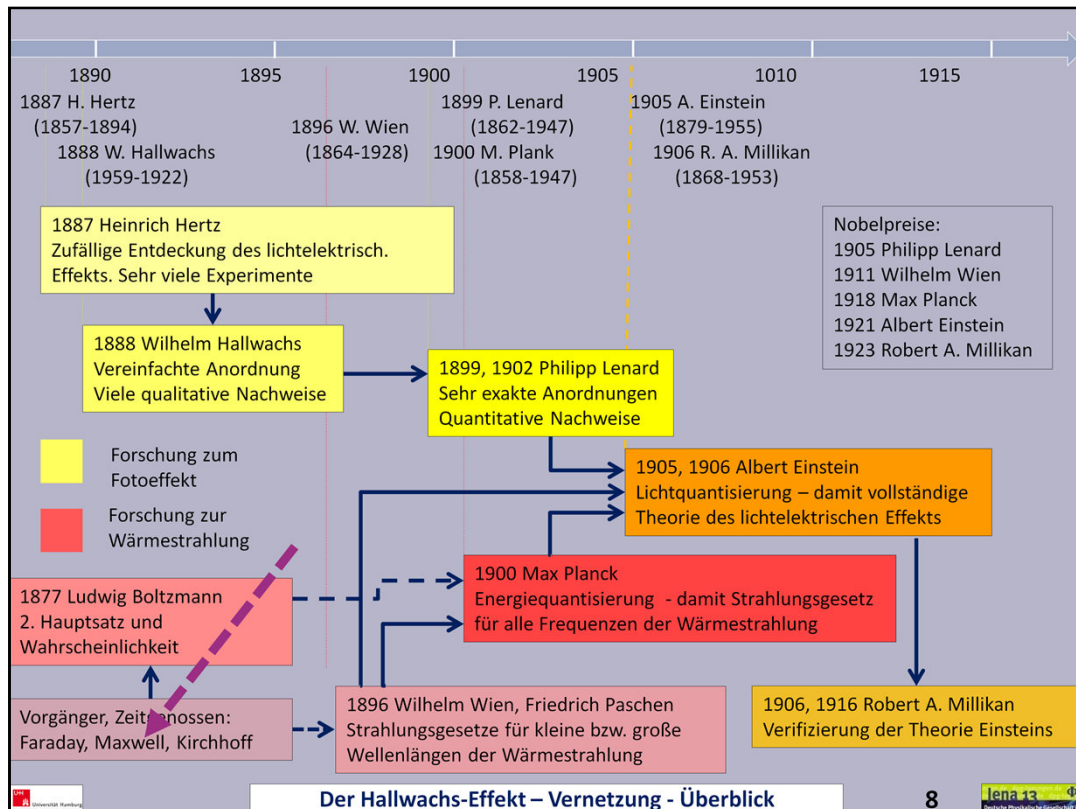 1890 1895 1900 1905 1010 1915
1887 H. Hertz
(1857-1894)
1888 W. Hallwachs
(1959-1922)
1896 W. Wien
(1864-1928)
1899 P. Lenard
(1862-1947)
1900 M. Plank
(1858-1947)
1905 A. Einstein
(1879-1955)
1906 R. A. Millikan
(1868-1953)
1887 Heinrich Hertz
Zufällige Entdeckung des lichtelektrisch.
Effekts. Sehr viele Experimente
Nobelpreise:
1905 Philipp Lenard
1911 Wilhelm Wien
1918 Max Planck
1921 Albert Einstein
1923 Robert A. Millikan
1888 Wilhelm Hallwachs
Vereinfachte Anordnung
Viele qualitative Nachweise
1899, 1902 Philipp Lenard
Sehr exakte Anordnungen
Quantitative Nachweise
Forschung zum
Fotoeffekt
Forschung zur
Wärmestrahlung
1905, 1906 Albert Einstein
Lichtquantisierung – damit vollständige
Theorie des lichtelektrischen Effekts
1877 Ludwig Boltzmann
2. Hauptsatz und
Wahrscheinlichkeit
1900 Max Planck
Energiequantisierung - damit Strahlungsgesetz
für alle Frequenzen der Wärmestrahlung
Vorgänger, Zeitgenossen:
Faraday, Maxwell, Kirchhoff
1896 Wilhelm Wien, Friedrich Paschen
Strahlungsgesetze für kleine bzw. große
Wellenlängen der Wärmestrahlung
1906, 1916 Robert A. Millikan
Verifizierung der Theorie Einsteins
UH
Universität Hamburg
Der Hallwachs-Effekt – Vernetzung - Überblick
8
Jena 13 Φ
Deutsche Physikalische Gesellschaft